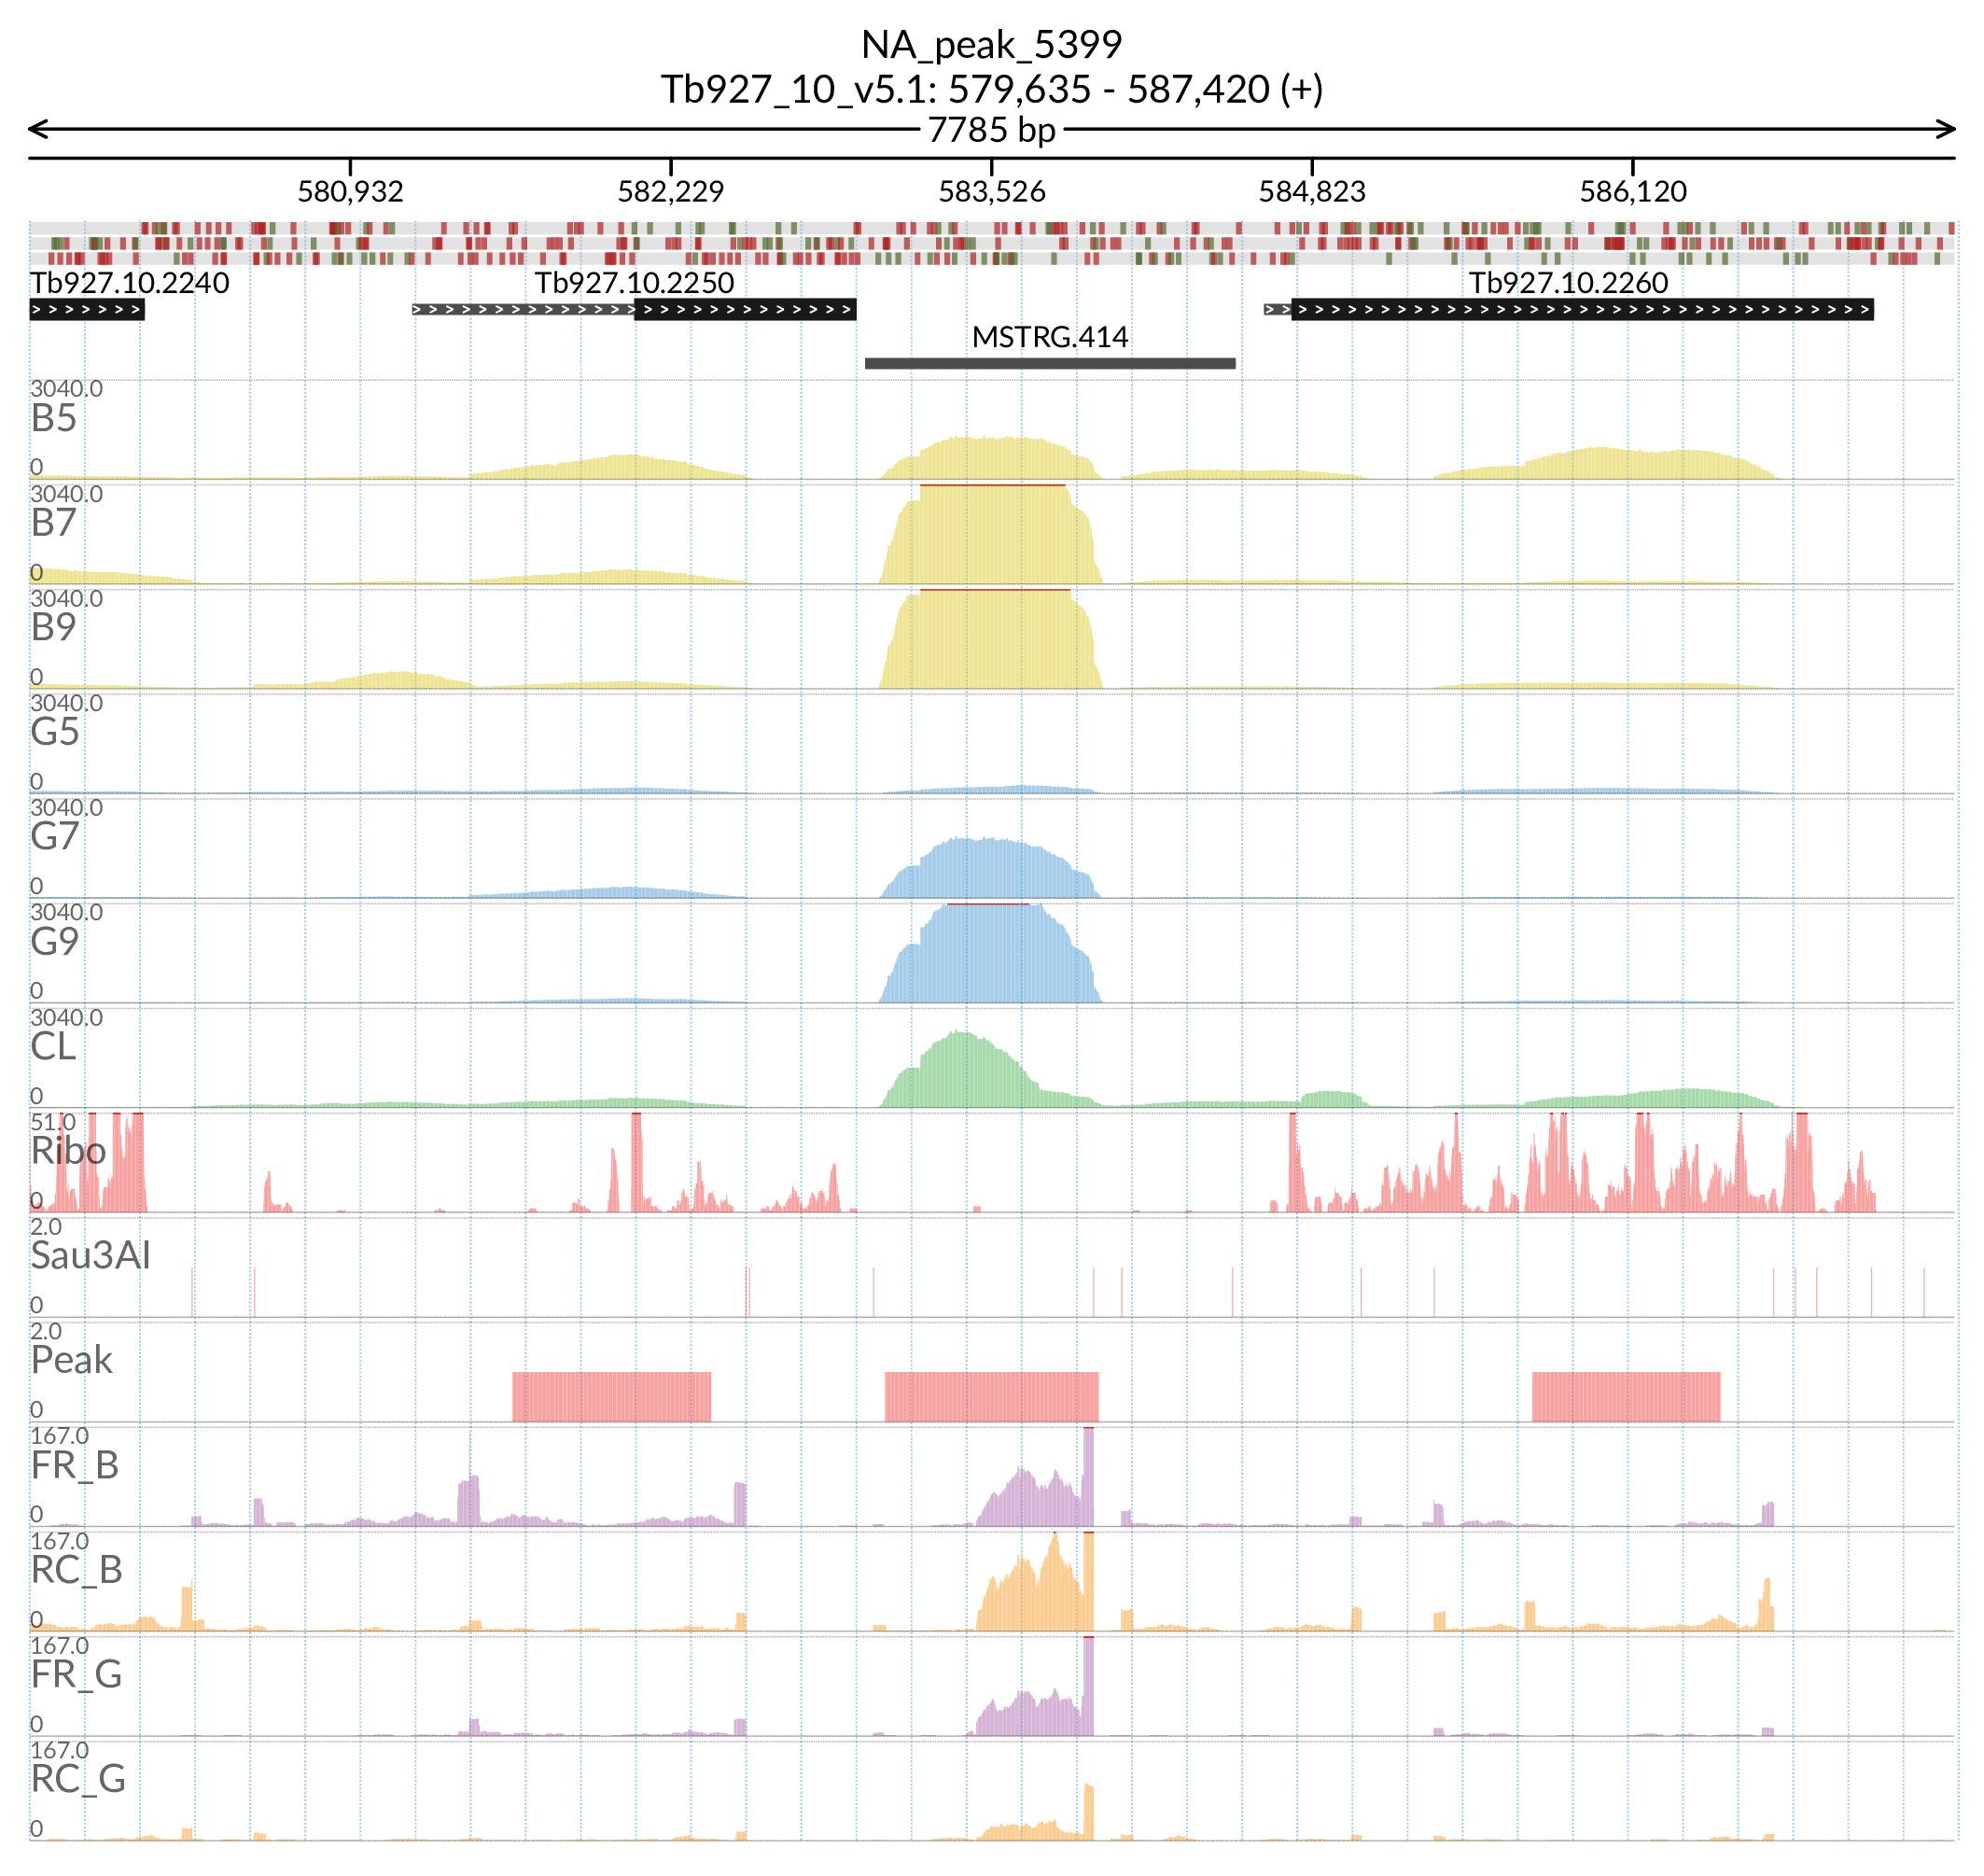 NA_peak_5399
Tb927_10_v5.1: 579,635 - 587,420 (+)
7785 bp
580,932 582,229 583,526 584,823 586,120
Tb927.10.2240 Tb927.10.2250 Tb927.10.2260
MSTRG.414
3040.0
B5
0
3040.0
B7
0
3040.0
B9
0
3040.0
G5
0
3040.0
G7
0
3040.0
G9
0
3040.0
CL
0
51.0
Ribo
0
2.0
Sau3AI
0
2.0
Peak
0
167.0
FR_B
0
167.0
RC_B
0
167.0
FR_G
0
167.0
RC_G
0